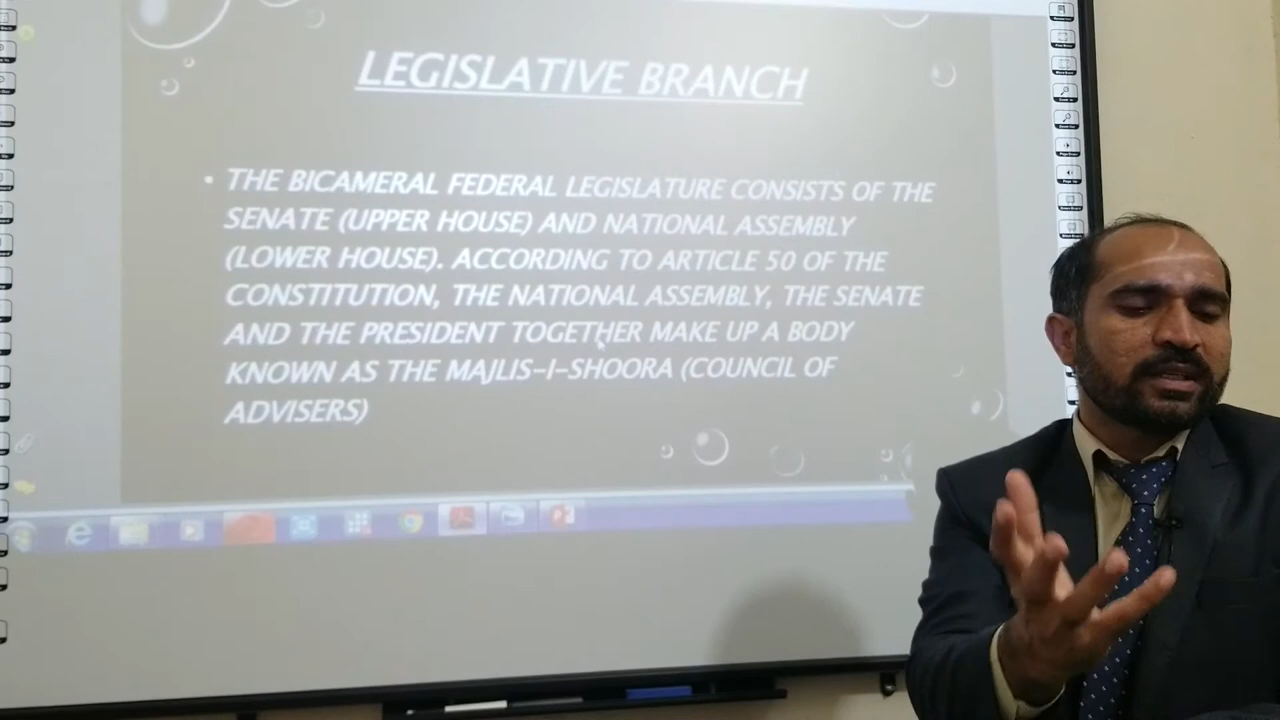 LEGISLATIVE BRANCH
• THE BICAMERAL FEDERAL LEGISLATURE CONSISTS OF THE
SENATE (UPPER HOUSE) AND NATIONAL ASSEMBLY
(LOWER HOUSE). ACCORDING TO ARTICLE 50 OF THE
CONSTITUTION, THE NATIONAL ASSEMBLY, THE SENATE
AND THE PRESIDENT TOGETHER MAKE UP A BODY
KNOWN AS THE MAJLIS-I-SHOORA (COUNCIL OF
ADVISERS)